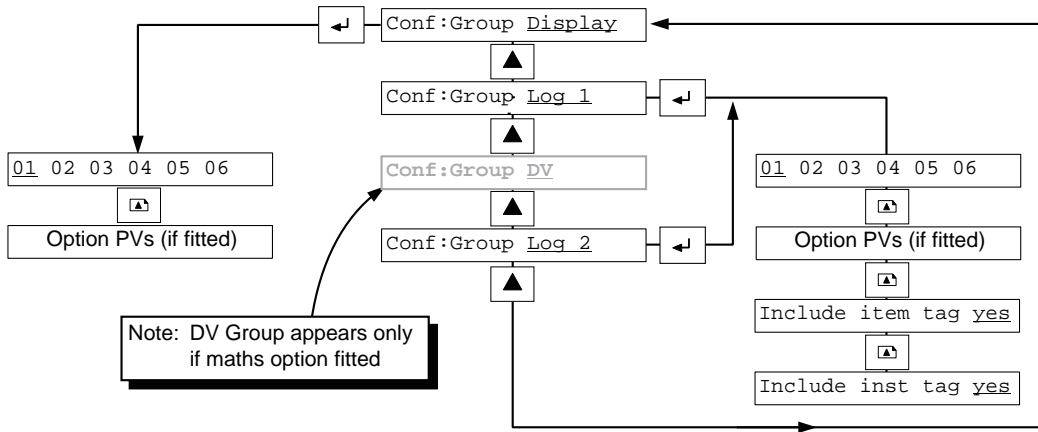 Conf:Group Display
Conf:Group Log 1
Conf:Group DV
Conf:Group Log 2
01 02 03 04 05 06
Option PVs (if fitted)
Note: DV Group appears only
if maths option fitted
01 02 03 04 05 06
Option PVs (if fitted)
Include item tag yes
Include inst tag yes